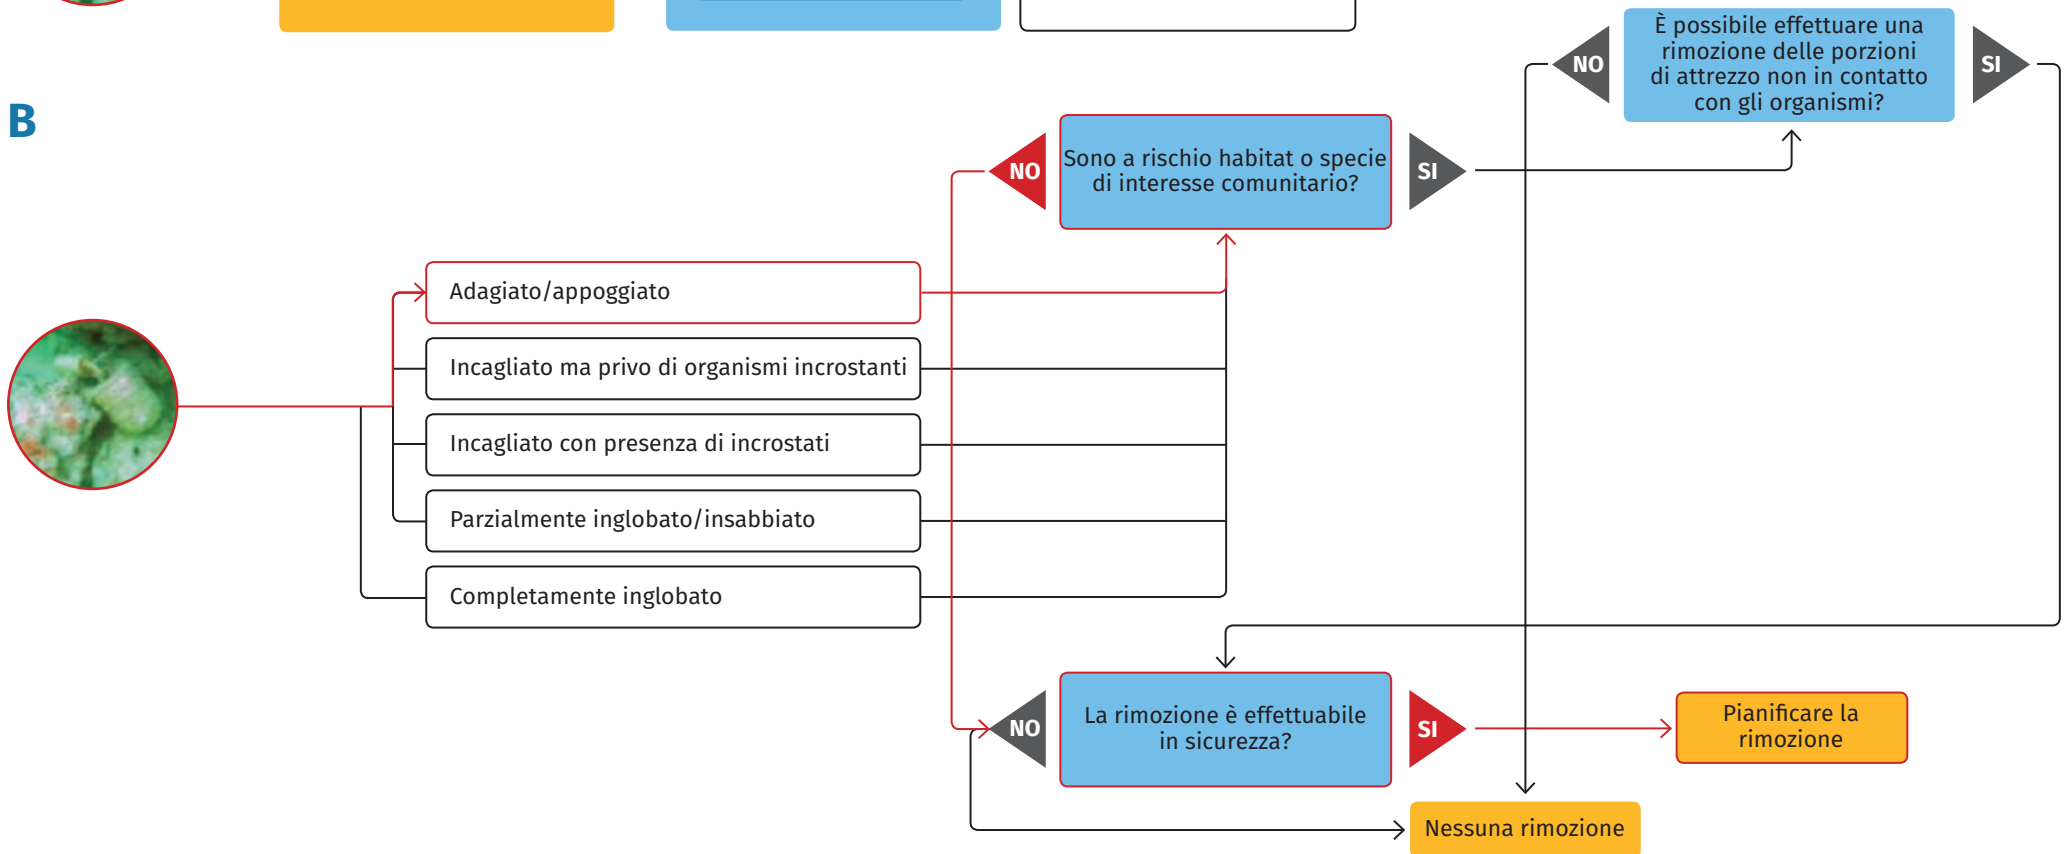 È possibile effettuare una
rimozione delle porzioni
di attrezzo non in contatto
con gli organismi?
NO
SI
B
Sono a rischio habitat o specie
di interesse comunitario?
NO
SI
Adagiato/appoggiato
Incagliato ma privo di organismi incrostanti
Incagliato con presenza di incrostati
Parzialmente inglobato/insabbiato
Completamente inglobato
La rimozione è effettuabile
in sicurezza?
NO
SI
Pianificare la
rimozione
Nessuna rimozione